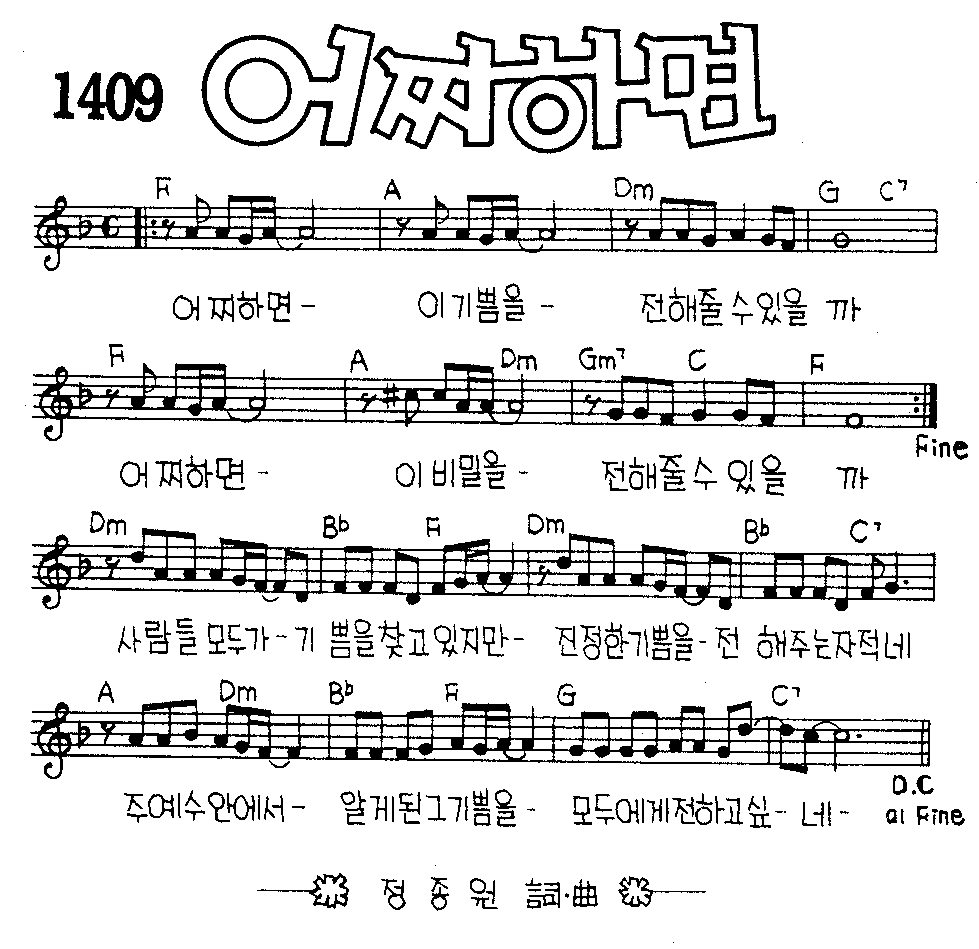 1409 어찌하면
F A Dm G C7
어찌하면- 이기쁨을- 전해줄수있을 까
F A Dm Gm7 C F
Fine
어찌하면- 이비밀을- 전해줄수 있을 까
Dm Bb F Dm Bb C7
사람들 모두가-기 쁨을찾고있지만- 진정한기쁨을-전 해주는자적네
A Dm Bb F G C7
D.C
주예수안에서- 알게된그기쁨을- 모두에게전하고싶-네- al Fine
정 종 원 詞·曲